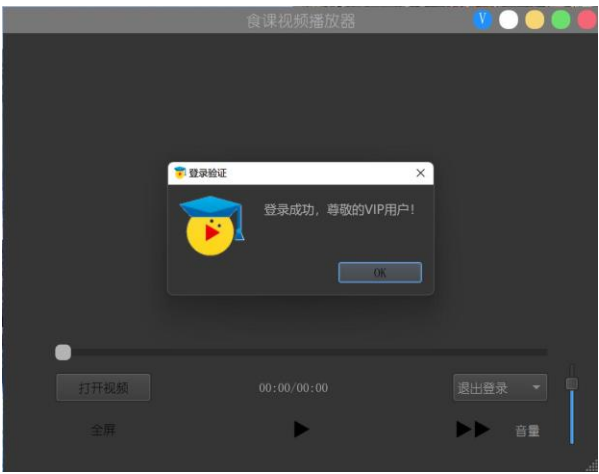 食课视频播放器
V
登录验证
登录成功，尊敬的VIP用户!
OK
打开视频
00:00/00:00
退出登录
全屏
音量